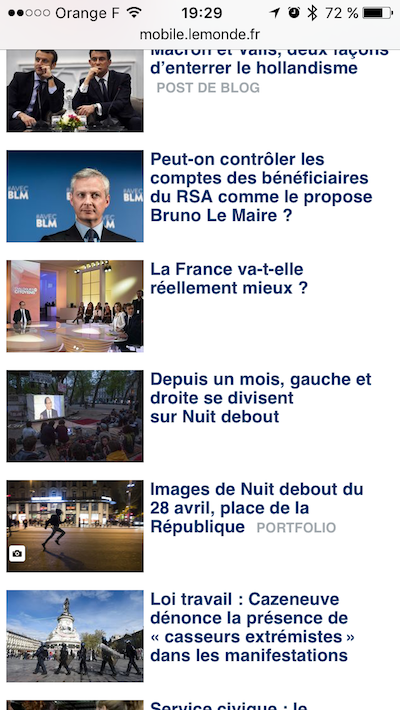 Orange F 19:29 72 %
mobile.lemonde.fr
Macron et Valls, deux façons
d’enterrer le hollandisme
POST DE BLOG
#AVEC
BLM
#AVEC
BLM
#AVEC
BLM
Peut-on contrôler les
comptes des bénéficiaires
du RSA comme le propose
Bruno Le Maire ?
La France va-t-elle
réellement mieux ?
Depuis un mois, gauche et
droite se divisent
sur Nuit debout
Images de Nuit debout du
28 avril, place de la
République PORTFOLIO
Loi travail : Cazeneuve
dénonce la présence de
« casseurs extrémistes »
dans les manifestations
Service civique : le